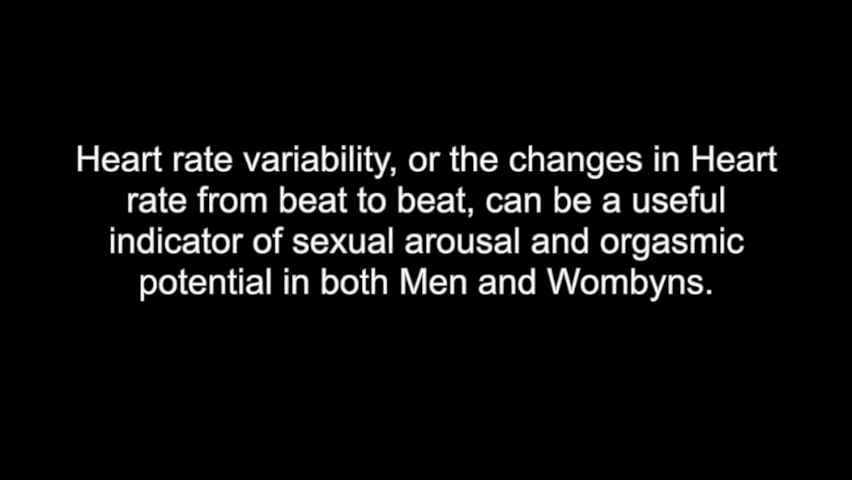 Heart rate variability, or the changes in Heart
rate from beat to beat, can be a useful
indicator of sexual arousal and orgasmic
potential in both Men and Wombyns.